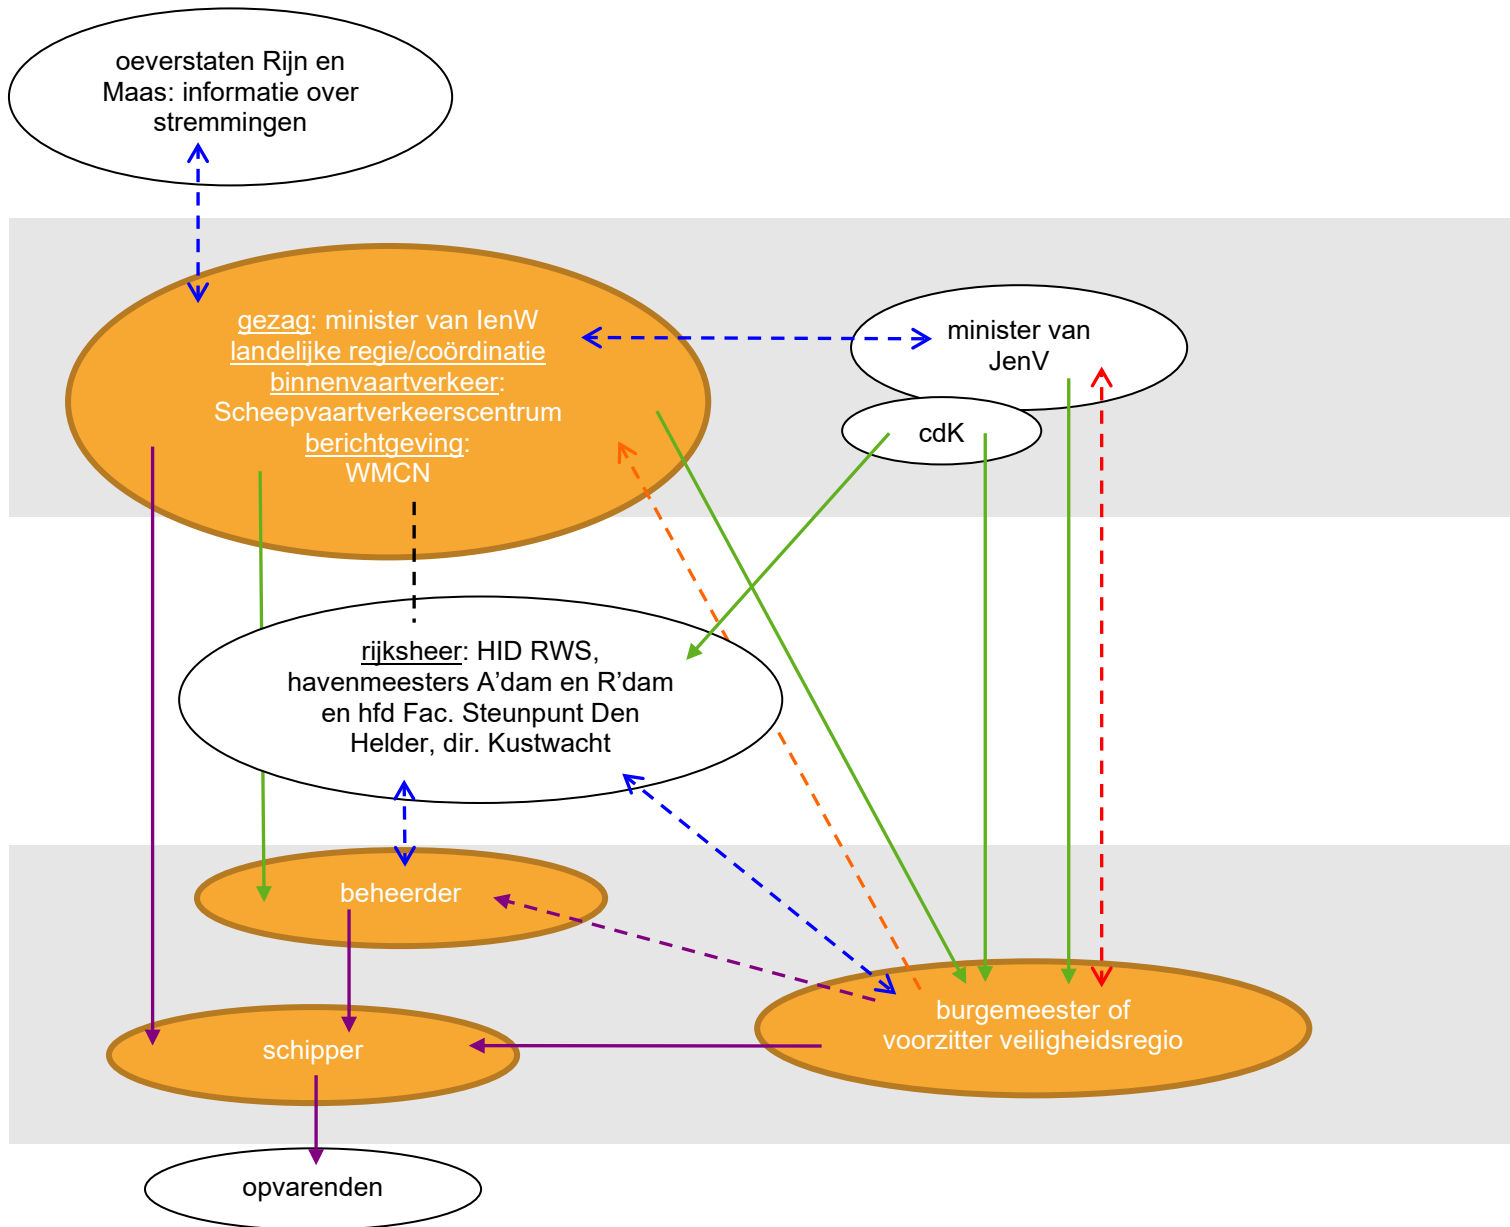 oeverstaten Rijn en
Maas: informatie over
stremmingen
gezag: minister van IenW
landelijke regie/coördinatie
binnenvaartverkeer:
Scheepvaartverkeerscentrum
berichtgeving:
WMCN
minister van
JenV
cdK
rijksheer: HID RWS,
havenmeesters A’dam en R’dam
en hfd Fac. Steunpunt Den
Helder, dir. Kustwacht
beheerder
burgemeester of
voorzitter veiligheidsregio
schipper
opvarenden